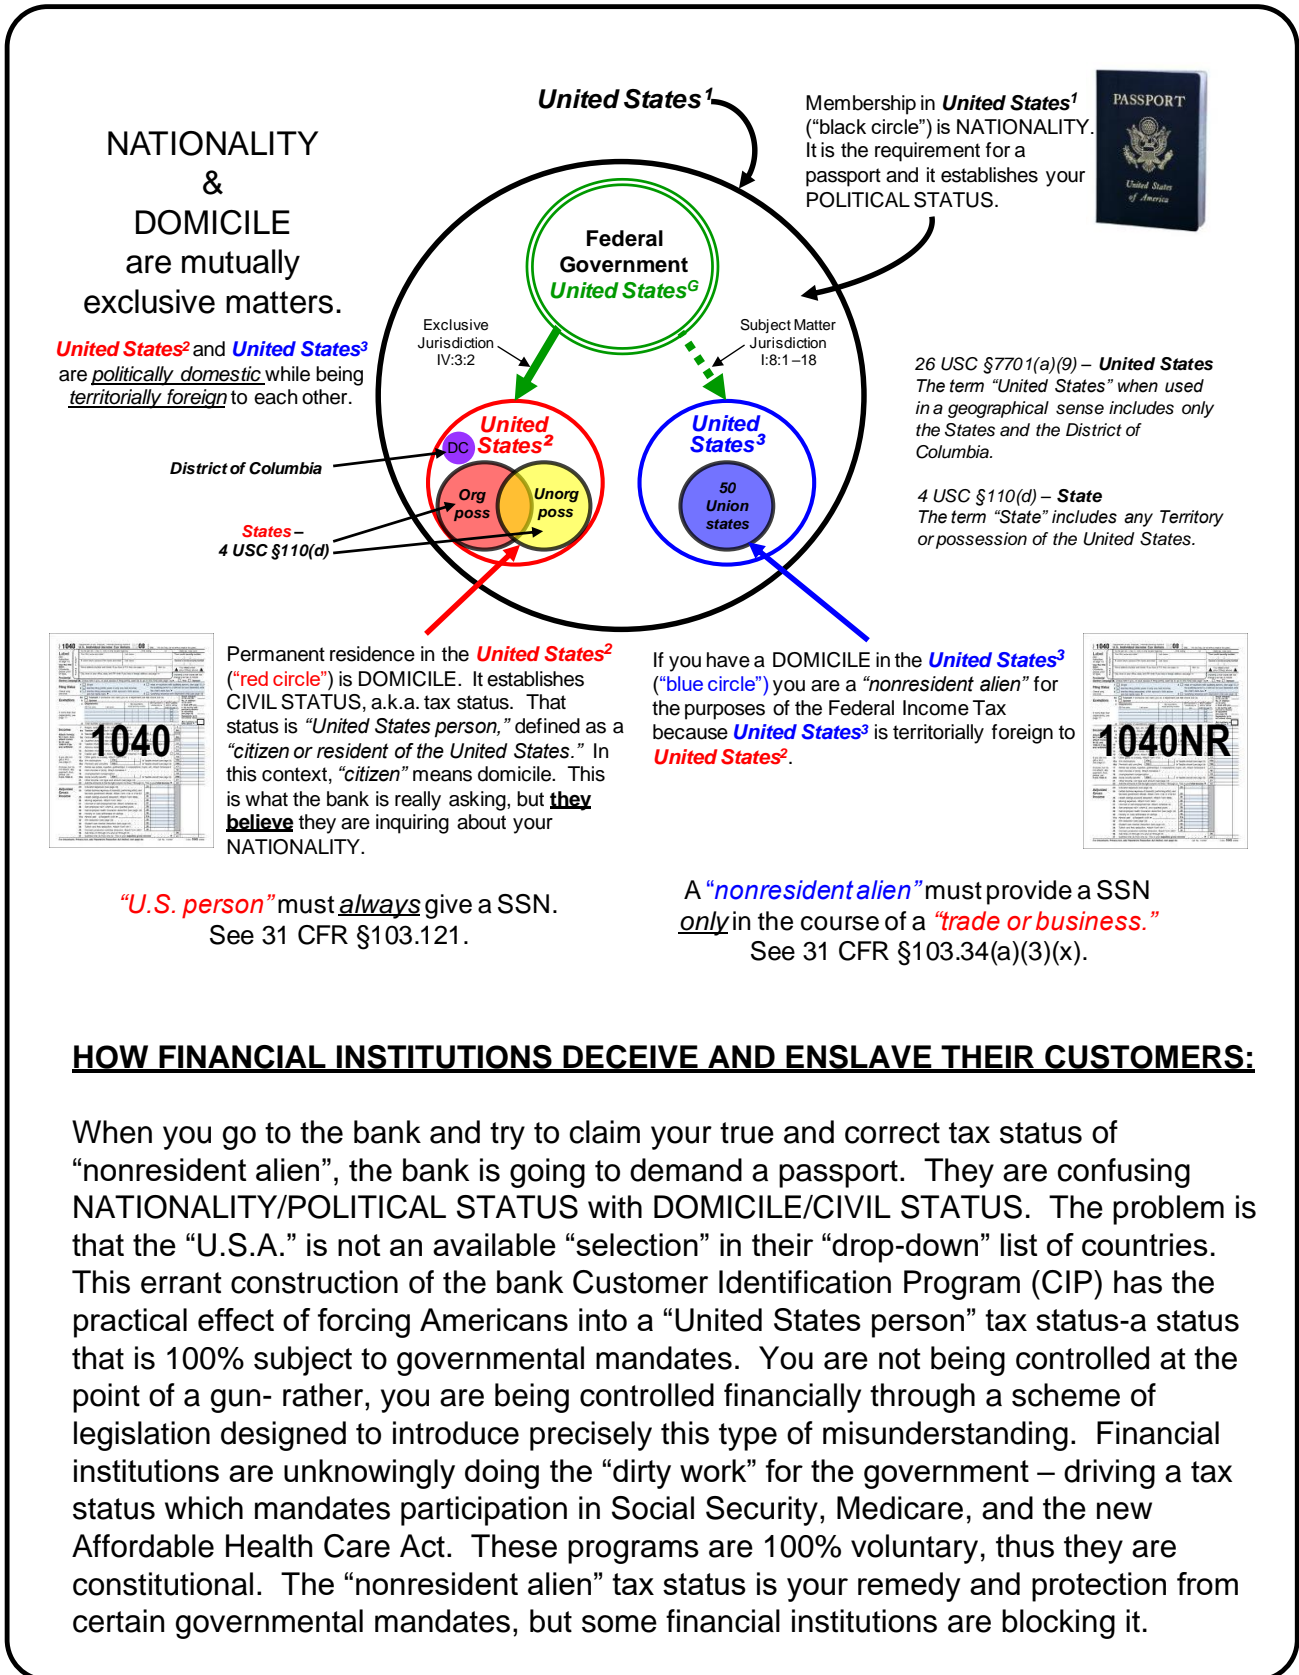 United States1
Membership in United States1
(“black circle”) is NATIONALITY.
It is the requirement for a
passport and it establishes your
POLITICAL STATUS.
PASSPORT
United States
of America
NATIONALITY
&
DOMICILE
are mutually
exclusive matters.
United States2 and United States3
are politically domestic while being
territorially foreign to each other.
Federal
Government
United StatesG
Exclusive
Jurisdiction
IV:3:2
Subject Matter
Jurisdiction
I:8:1 –18
26 USC §7701(a)(9) – United States
The term “United States” when used
in a geographical sense includes only
the States and the District of
Columbia.
4 USC §110(d) – State
The term “State” includes any Territory
or possession of the United States.
United
States2
DC
District of Columbia
Org
poss
Unorg
poss
States –
4 USC §110(d)
United
States3
50
Union
states
1040
1040
Permanent residence in the United States2
(“red circle”) is DOMICILE.  It establishes
CIVIL STATUS, a.k.a. tax status.  That
status is “United States person,” defined as a
“citizen or resident of the United States.”  In
this context, “citizen” means domicile.  This
is what the bank is really asking, but they
believe they are inquiring about your
NATIONALITY.
If you have a DOMICILE in the United States3
(“blue circle”) you are a “nonresident alien” for
the purposes of the Federal Income Tax
because United States3 is territorially foreign to
United States2.
1040
1040NR
“U.S. person” must always give a SSN.
See 31 CFR §103.121.
A “nonresident alien” must provide a SSN
only in the course of a “trade or business.”
See 31 CFR §103.34(a)(3)(x).
HOW FINANCIAL INSTITUTIONS DECEIVE AND ENSLAVE THEIR CUSTOMERS:
When you go to the bank and try to claim your true and correct tax status of
“nonresident alien”, the bank is going to demand a passport.  They are confusing
NATIONALITY/POLITICAL STATUS with DOMICILE/CIVIL STATUS.  The problem is
that the “U.S.A.” is not an available “selection” in their “drop-down” list of countries.
This errant construction of the bank Customer Identification Program (CIP) has the
practical effect of forcing Americans into a “United States person” tax status-a status
that is 100% subject to governmental mandates.  You are not being controlled at the
point of a gun- rather, you are being controlled financially through a scheme of
legislation designed to introduce precisely this type of misunderstanding.  Financial
institutions are unknowingly doing the “dirty work” for the government – driving a tax
status which mandates participation in Social Security, Medicare, and the new
Affordable Health Care Act.  These programs are 100% voluntary, thus they are
constitutional.  The “nonresident alien” tax status is your remedy and protection from
certain governmental mandates, but some financial institutions are blocking it.